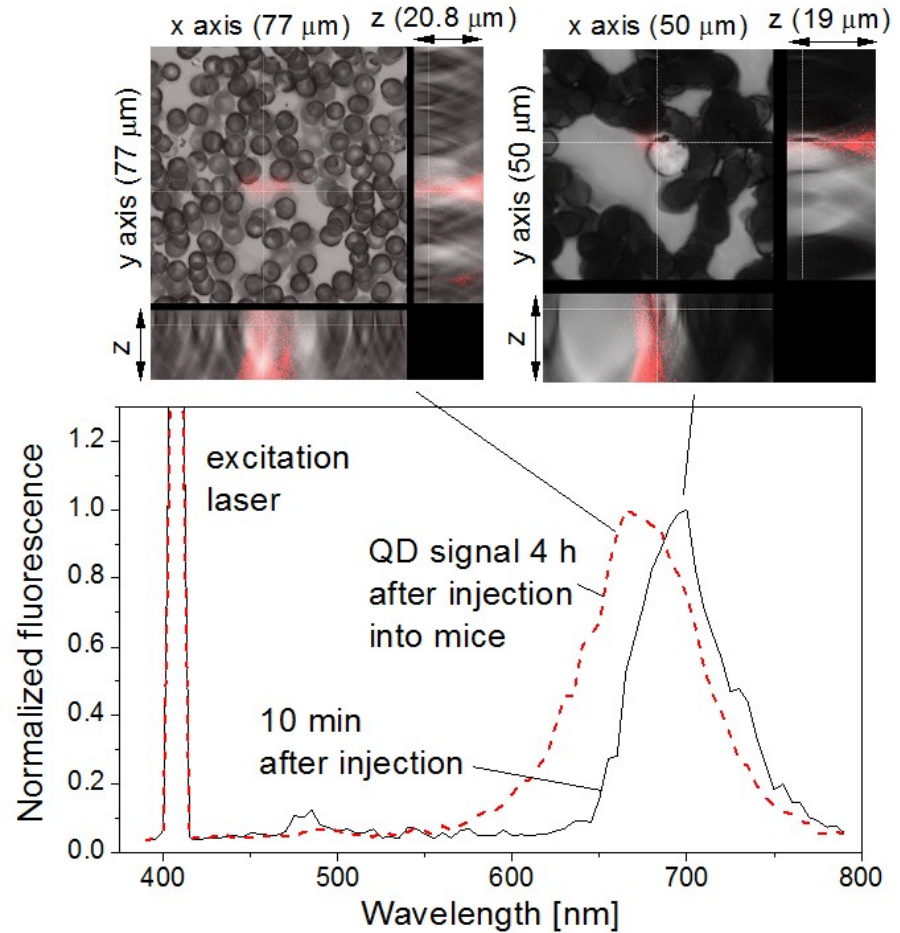 x axis (77 μm)
z (20.8 μm)
y axis (77 μm)
z
x axis (50 μm)
z (19 μm)
y axis (50 μm)
z
excitation
laser
QD signal 4 h
after injection
into mice
10 min
after injection
Normalized fluorescence
1.2
1.0
0.8
0.6
0.4
0.2
0.0
400
500
600
700
800
Wavelength [nm]